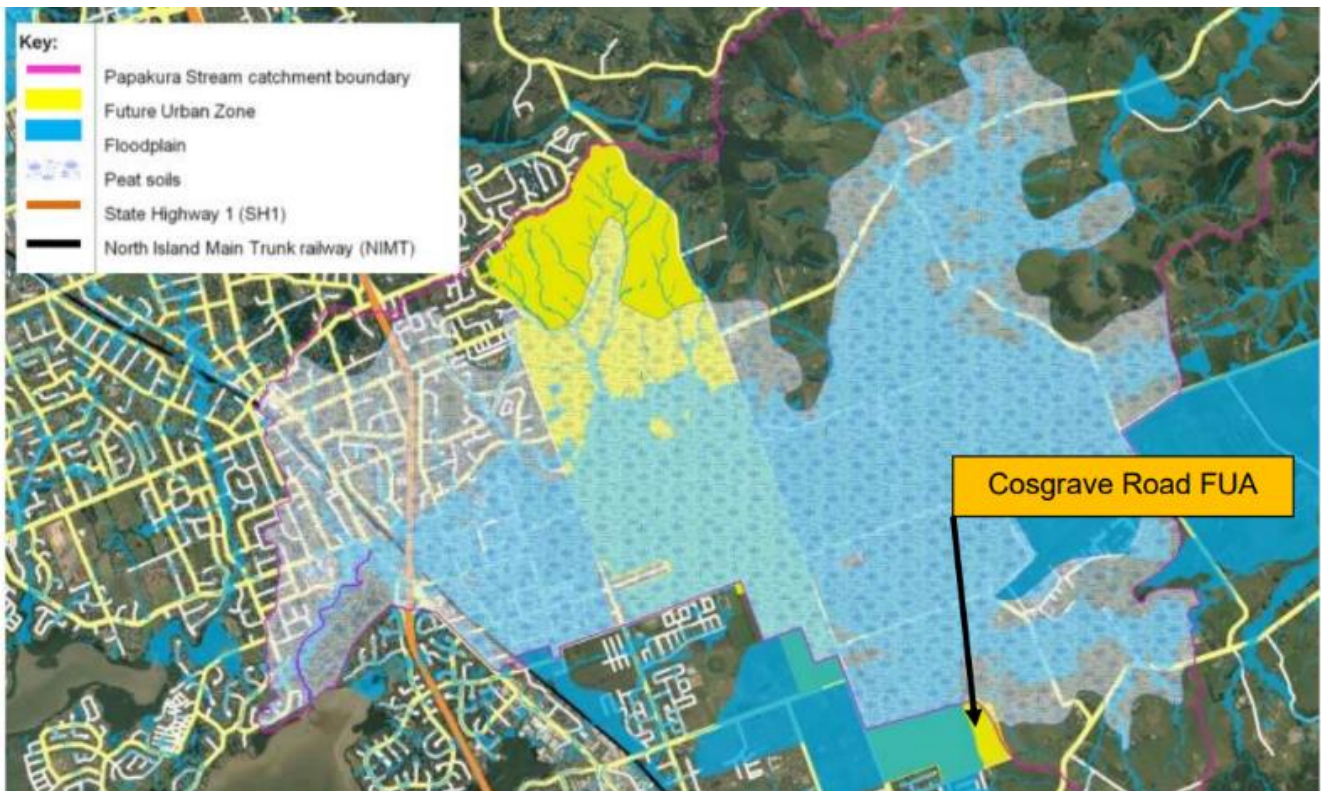 Key:
Papakura Stream catchment boundary
Future Urban Zone
Floodplain
Peat soils
State Highway 1 (SH1)
North Island Main Trunk railway (NIMT)
Cosgrave Road FUA